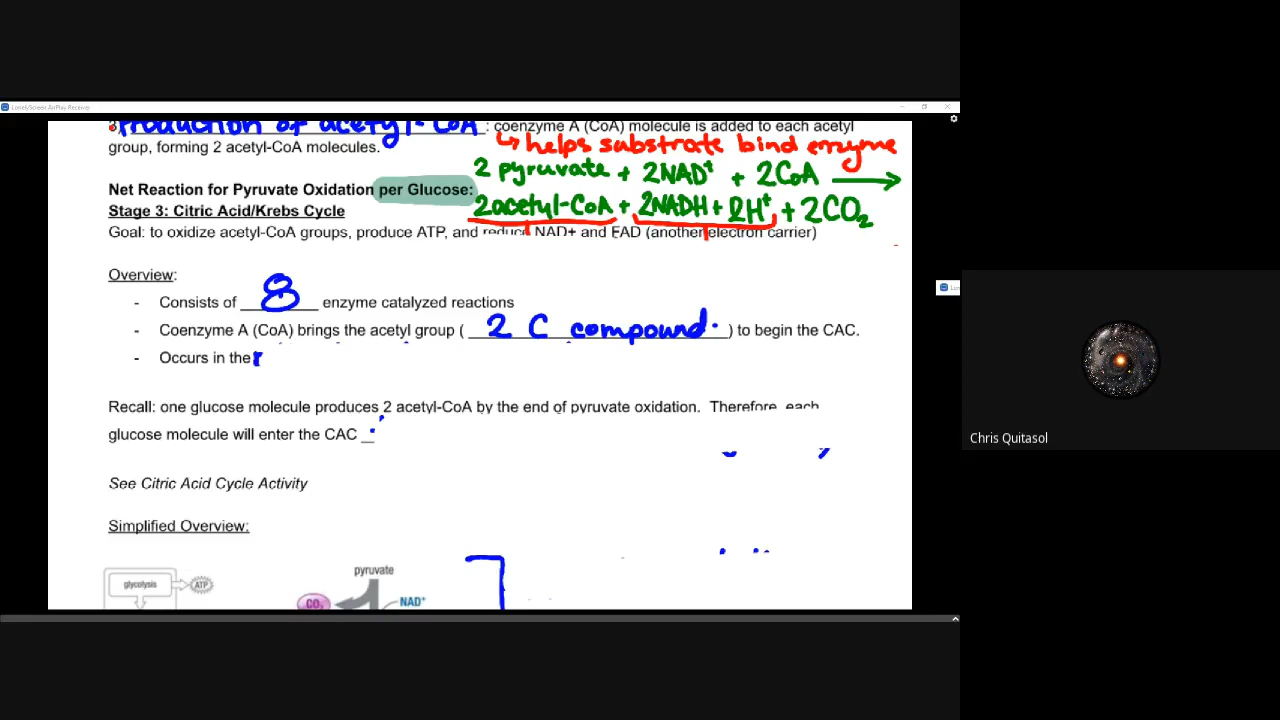 LonelyScreen AirPlay Receiver
Production of acetyl-CoA: coenzyme A (CoA) molecule is added to each acetyl
group, forming 2 acetyl-CoA molecules.
↳ helps substrate bind enzyme
2 pyruvate + 2NAD⁺ + 2CoA →
Net Reaction for Pyruvate Oxidation per Glucose:
2acetyl-CoA + 2NADH + 2H⁺ + 2CO₂
Stage 3: Citric Acid/Krebs Cycle
Goal: to oxidize acetyl-CoA groups, produce ATP, and reduce NAD+ and FAD (another electron carrier)
Overview:
- Consists of 8 enzyme catalyzed reactions
- Coenzyme A (CoA) brings the acetyl group ( 2 C compound ) to begin the CAC.
- Occurs in the
Recall: one glucose molecule produces 2 acetyl-CoA by the end of pyruvate oxidation. Therefore, each
glucose molecule will enter the CAC _
See Citric Acid Cycle Activity
Simplified Overview:
pyruvate
glycolysis ATP
CO₂ NAD⁺
Chris Quitasol